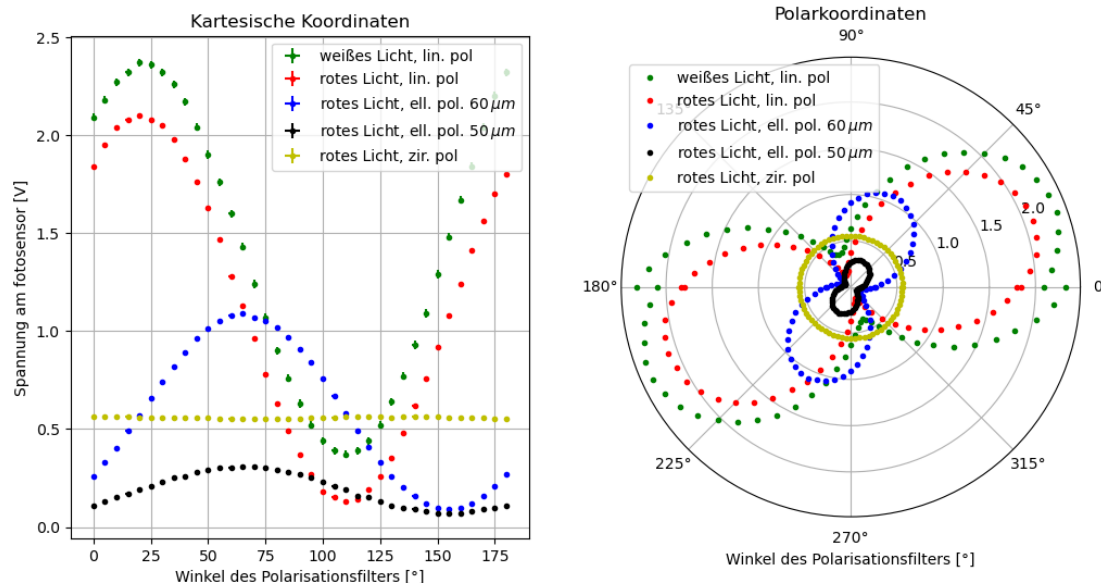 Kartesische Koordinaten
Spannung am fotosensor [V]
2.5
2.0
1.5
1.0
0.5
0.0
weißes Licht, lin. pol
rotes Licht, lin. pol
rotes Licht, ell. pol. 60 μm
rotes Licht, ell. pol. 50 μm
rotes Licht, zir. pol
0 25 50 75 100 125 150 175
Winkel des Polarisationsfilters [°]
Polarkoordinaten
90°
weißes Licht, lin. pol
rotes Licht, lin. pol
rotes Licht, ell. pol. 60 μm
rotes Licht, ell. pol. 50 μm
rotes Licht, zir. pol
135°
45°
2.0
1.5
1.0
0.5
180°
0
225°
315°
270°
Winkel des Polarisationsfilters [°]